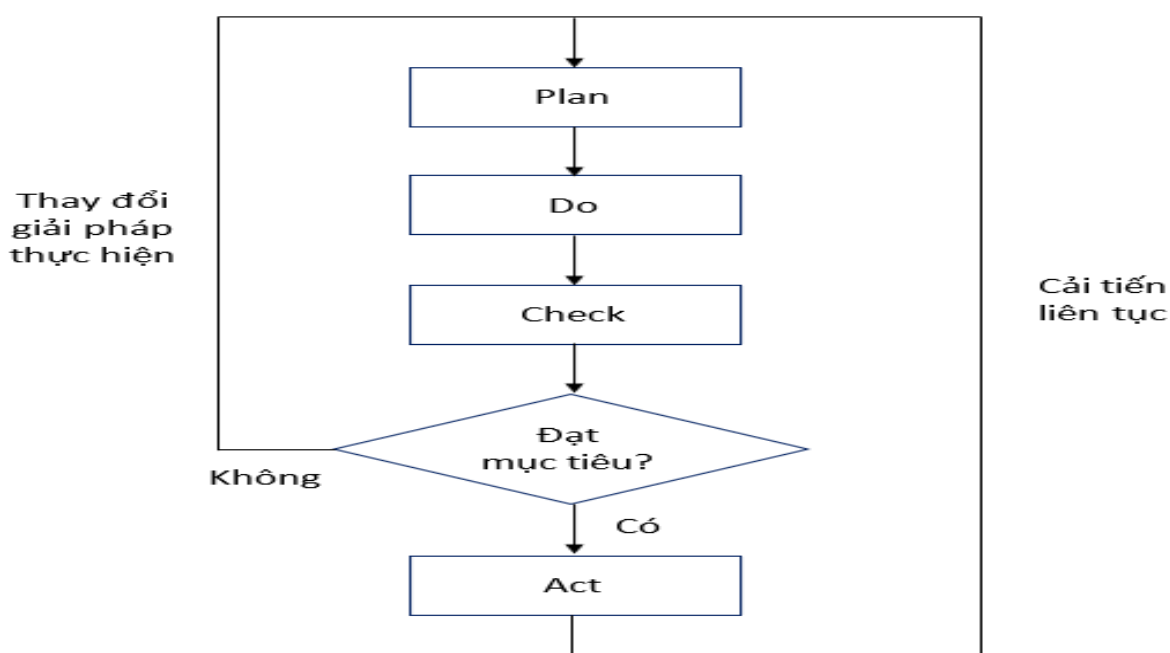 Plan
Do
Thay đổi
giải pháp
thực hiện
Check
Cải tiến
liên tục
Đạt
mục tiêu?
Không
Có
Act